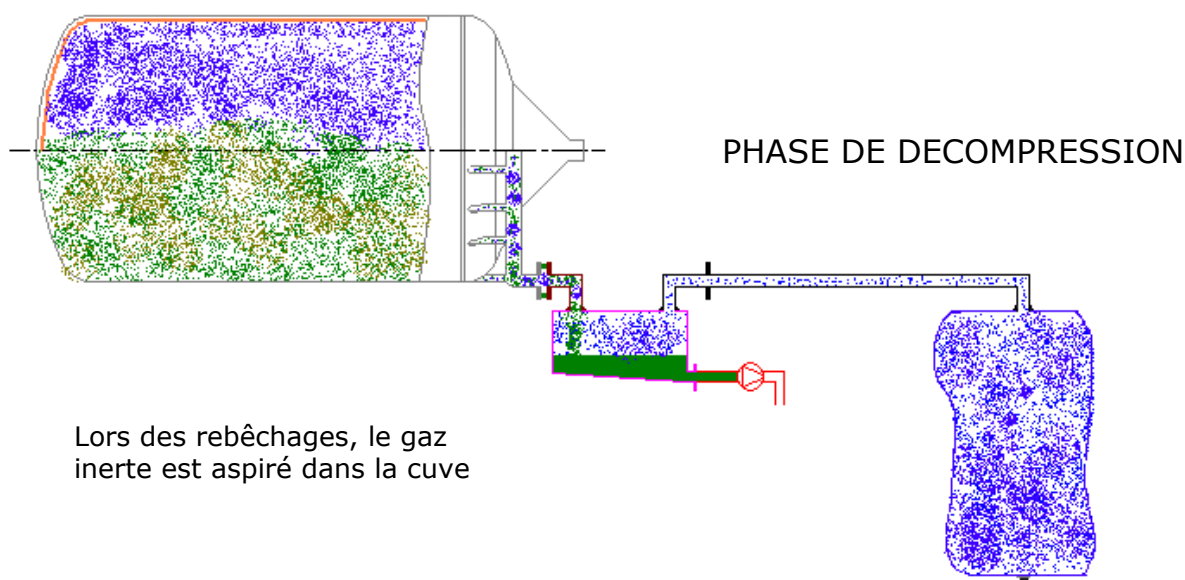 PHASE DE DECOMPRESSION
Lors des rebêchages, le gaz
inerte est aspiré dans la cuve